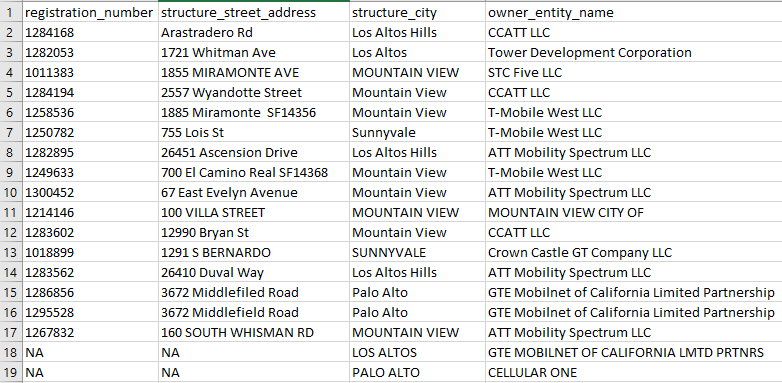 1 registration_number structure_street_address structure_city owner_entity_name
2 1284168 Arastradero Rd Los Altos Hills CCATT LLC
3 1282053 1721 Whitman Ave Los Altos Tower Development Corporation
4 1011383 1855 MIRAMONTE AVE MOUNTAIN VIEW STC Five LLC
5 1284194 2557 Wyandotte Street Mountain View CCATT LLC
6 1258536 1885 Miramonte SF14356 Mountain View T-Mobile West LLC
7 1250782 755 Lois St Sunnyvale T-Mobile West LLC
8 1282895 26451 Ascension Drive Los Altos Hills ATT Mobility Spectrum LLC
9 1249633 700 El Camino Real SF14368 Mountain View T-Mobile West LLC
10 1300452 67 East Evelyn Avenue Mountain View ATT Mobility Spectrum LLC
11 1214146 100 VILLA STREET MOUNTAIN VIEW MOUNTAIN VIEW CITY OF
12 1283602 12990 Bryan St Mountain View CCATT LLC
13 1018899 1291 S BERNARDO SUNNYVALE Crown Castle GT Company LLC
14 1283562 26410 Duval Way Los Altos Hills ATT Mobility Spectrum LLC
15 1286856 3672 Middlefiled Road Palo Alto GTE Mobilnet of California Limited Partnership
16 1295528 3672 Middlefield Road Palo Alto GTE Mobilnet of California Limited Partnership
17 1267832 160 SOUTH WHISMAN RD MOUNTAIN VIEW ATT Mobility Spectrum LLC
18 NA NA LOS ALTOS GTE MOBILNET OF CALIFORNIA LMTD PRTNRS
19 NA NA PALO ALTO CELLULAR ONE